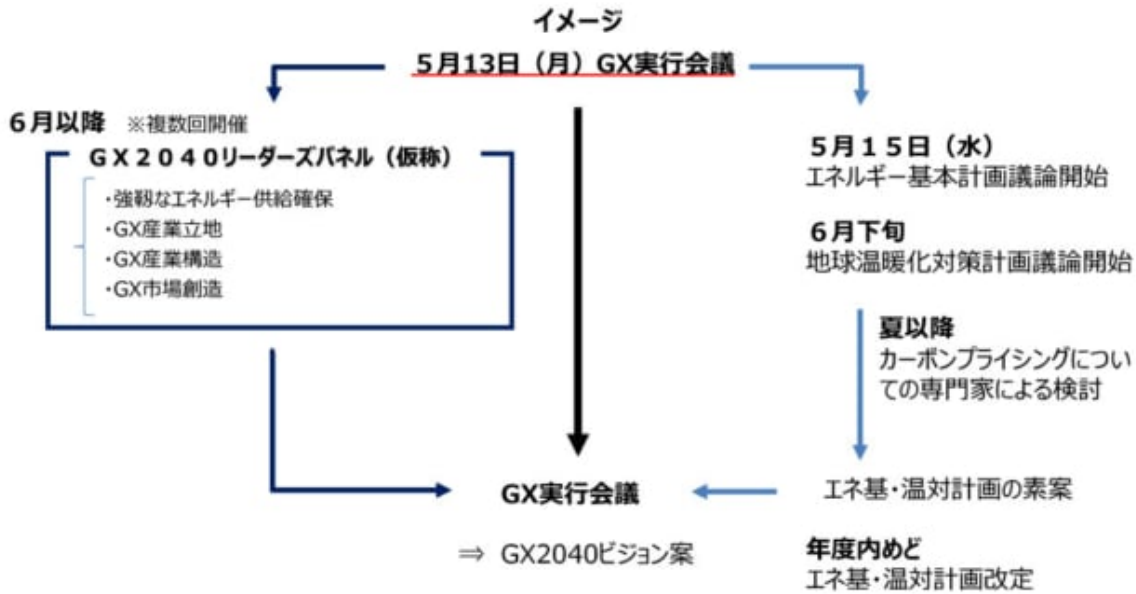 イメージ
5月13日（月）GX実行会議
6月以降 ※複数回開催
GX2040リーダーズパネル（仮称）
・強靱なエネルギー供給確保
・GX産業立地
・GX産業構造
・GX市場創造
5月15日（水）
エネルギー基本計画議論開始
6月下旬
地球温暖化対策計画議論開始
夏以降
カーボンプライシングについ
ての専門家による検討
エネ基・温対計画の素案
GX実行会議
⇒ GX2040ビジョン案
年度内めど
エネ基・温対計画改定